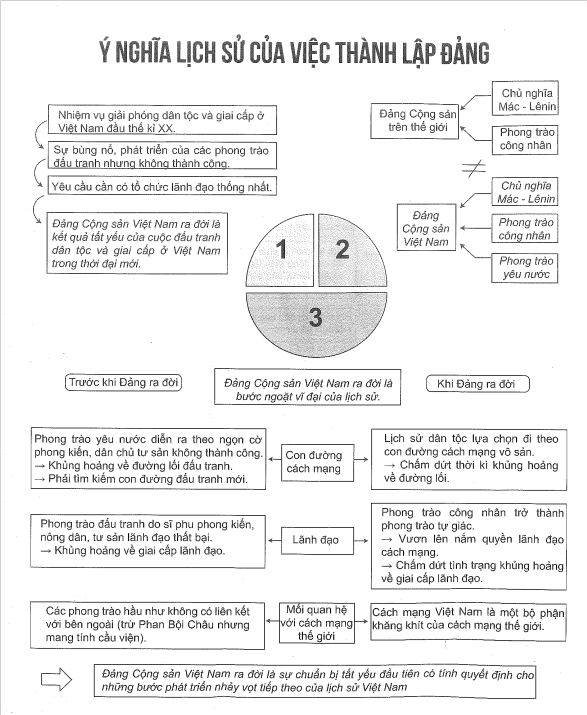 Ý NGHĨA LỊCH SỬ CỦA VIỆC THÀNH LẬP ĐẢNG
Nhiệm vụ giải phóng dân tộc và giai cấp ở
Việt Nam đầu thế kỉ XX.
Sự bùng nổ, phát triển của các phong trào
đấu tranh nhưng không thành công.
Yêu cầu cần có tổ chức lãnh đạo thống nhất.
Đảng Cộng sản Việt Nam ra đời là
kết quả tất yếu của cuộc đấu tranh
dân tộc và giai cấp ở Việt Nam
trong thời đại mới.
Đảng Cộng sản
trên thế giới
Chủ nghĩa
Mác - Lênin
Phong trào
công nhân
Đảng
Cộng sản
Việt Nam
Chủ nghĩa
Mác - Lênin
Phong trào
công nhân
Phong trào
yêu nước
1
2
3
Trước khi Đảng ra đời
Đảng Cộng sản Việt Nam ra đời là
bước ngoặt vĩ đại của lịch sử.
Khi Đảng ra đời
Phong trào yêu nước diễn ra theo ngọn cờ
phong kiến, dân chủ tư sản không thành công.
→ Khủng hoảng về đường lối đấu tranh.
→ Phải tìm kiếm con đường đấu tranh mới.
Con đường
cách mạng
Lịch sử dân tộc lựa chọn đi theo
con đường cách mạng vô sản.
→ Chấm dứt thời kì khủng hoảng
về đường lối.
Phong trào đấu tranh do sĩ phu phong kiến,
nông dân, tư sản lãnh đạo thất bại.
→ Khủng hoảng về giai cấp lãnh đạo.
Lãnh đạo
Phong trào công nhân trở thành
phong trào tự giác.
→ Vươn lên nắm quyền lãnh đạo
cách mạng.
→ Chấm dứt tình trạng khủng hoảng
về giai cấp lãnh đạo.
Các phong trào hầu như không có liên kết
với bên ngoài (trừ Phan Bội Châu nhưng
mang tính cầu viện).
Mối quan hệ
với cách mạng
thế giới
Cách mạng Việt Nam là một bộ phận
khăng khít của cách mạng thế giới.
Đảng Cộng sản Việt Nam ra đời là sự chuẩn bị tất yếu đầu tiên có tính quyết định cho
những bước phát triển nhảy vọt tiếp theo của lịch sử Việt Nam